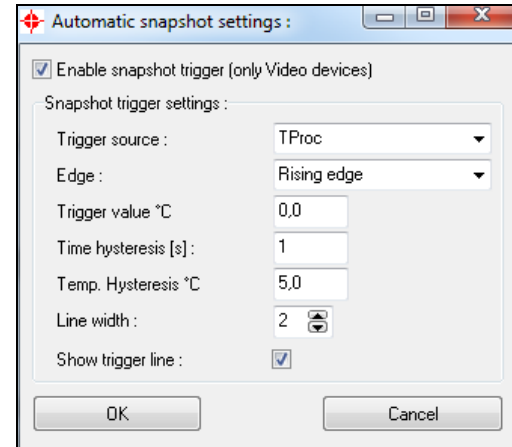 Automatic snapshot settings :
Enable snapshot trigger (only Video devices)
Snapshot trigger settings :
Trigger source : TProc
Edge : Rising edge
Trigger value °C 0,0
Time hysteresis [s] : 1
Temp. Hysteresis °C 5,0
Line width : 2
Show trigger line :
OK Cancel